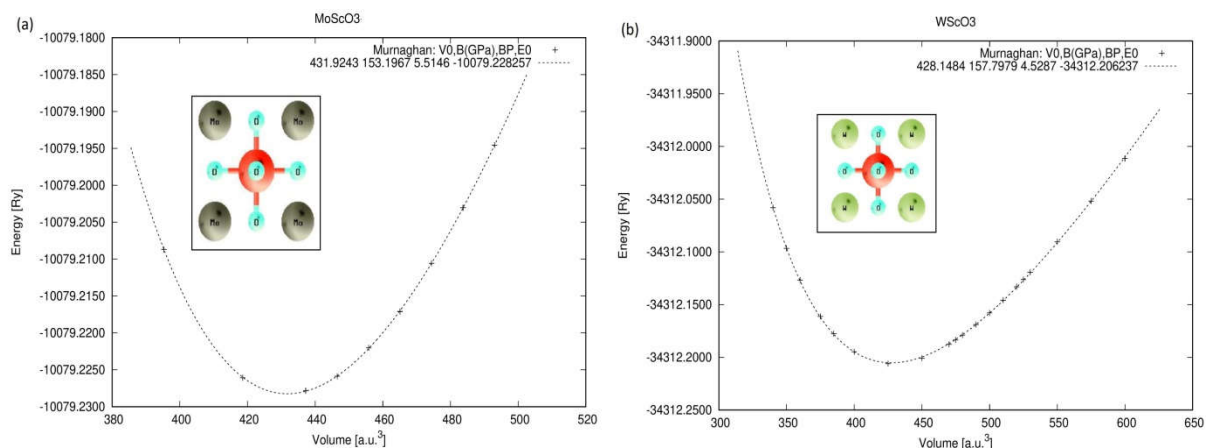 (a)
MoScO3
Murnaghan: V0,B(GPa),BP,E0
431.9243 153.1967 5.5146 -10079.228257
Energy [Ry]
-10079.1800
-10079.1850
-10079.1900
-10079.1950
-10079.2000
-10079.2050
-10079.2100
-10079.2150
-10079.2200
-10079.2250
-10079.2300
Mo
O
Mo
O
O
O
Mo
O
Mo
380
400
420
440
460
480
500
520
Volume [a.u.^3]
(b)
WScO3
Murnaghan: V0,B(GPa),BP,E0
428.1484 157.7979 4.5287 -34312.206237
Energy [Ry]
-34311.9000
-34311.9500
-34312.0000
-34312.0500
-34312.1000
-34312.1500
-34312.2000
-34312.2500
W
O
W
O
O
O
W
O
W
300
350
400
450
500
550
600
650
Volume [a.u.^3]